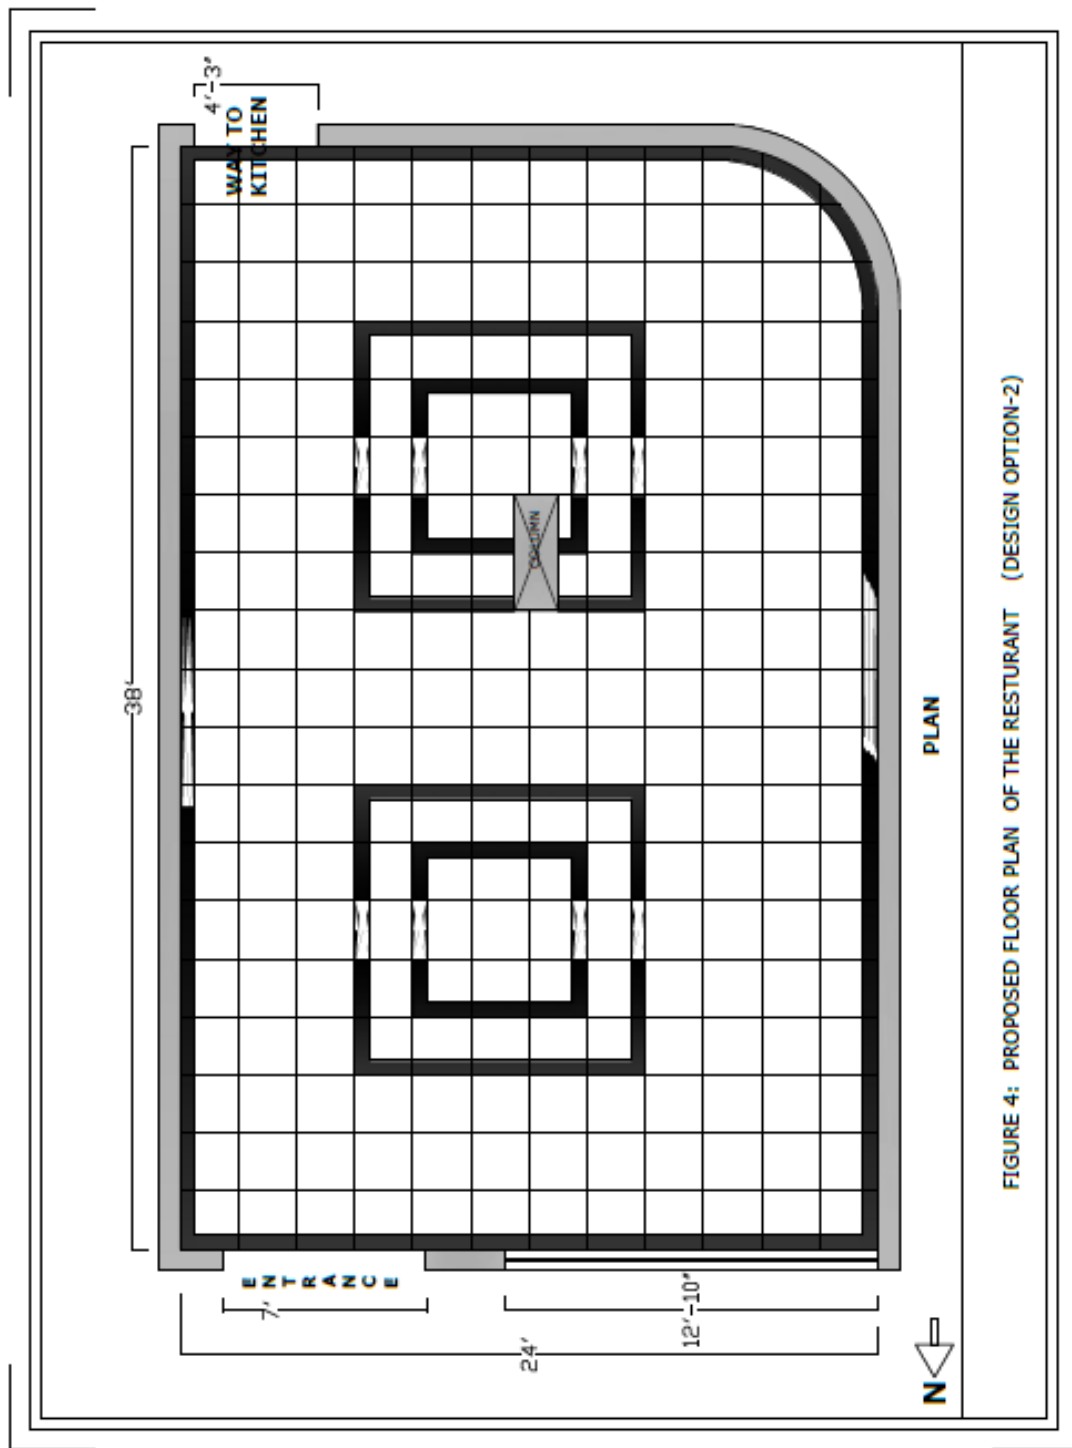 4'-3"
WAY TO
KITCHEN
38'
COLUMN
PLAN
ENTRANCE
7'
12'-10"
24'
N
FIGURE 4: PROPOSED FLOOR PLAN OF THE RESTURANT (DESIGN OPTION-2)